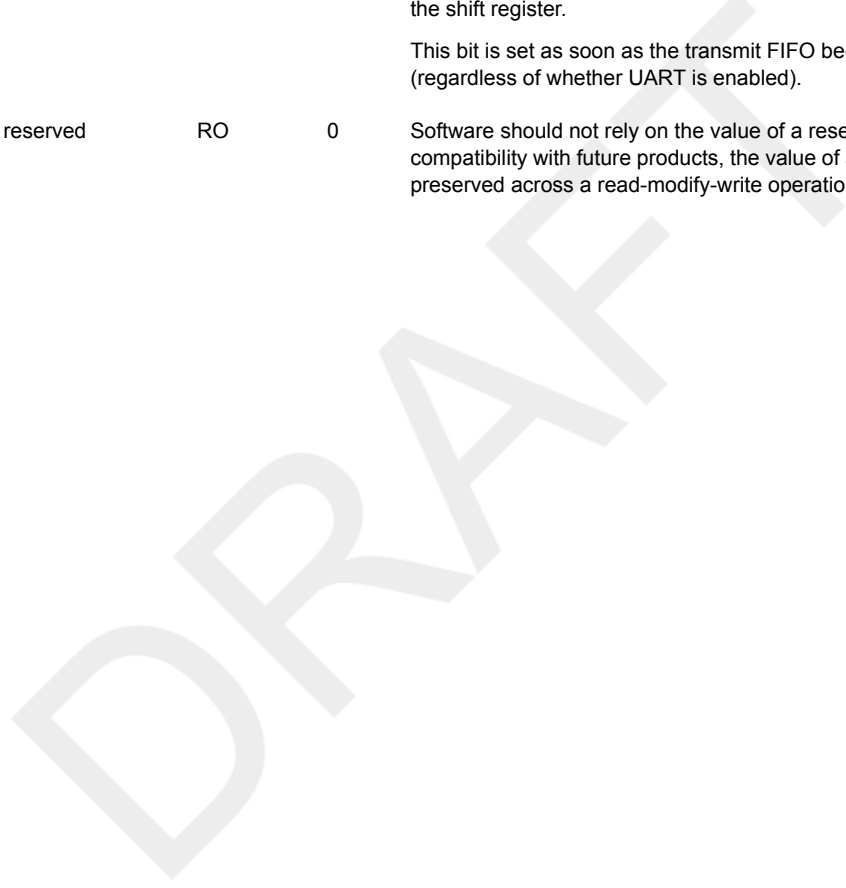 the shift register.
This bit is set as soon as the transmit FIFO be
(regardless of whether UART is enabled).
reserved RO 0 Software should not rely on the value of a rese
compatibility with future products, the value of
preserved across a read-modify-write operatio
DRAFT